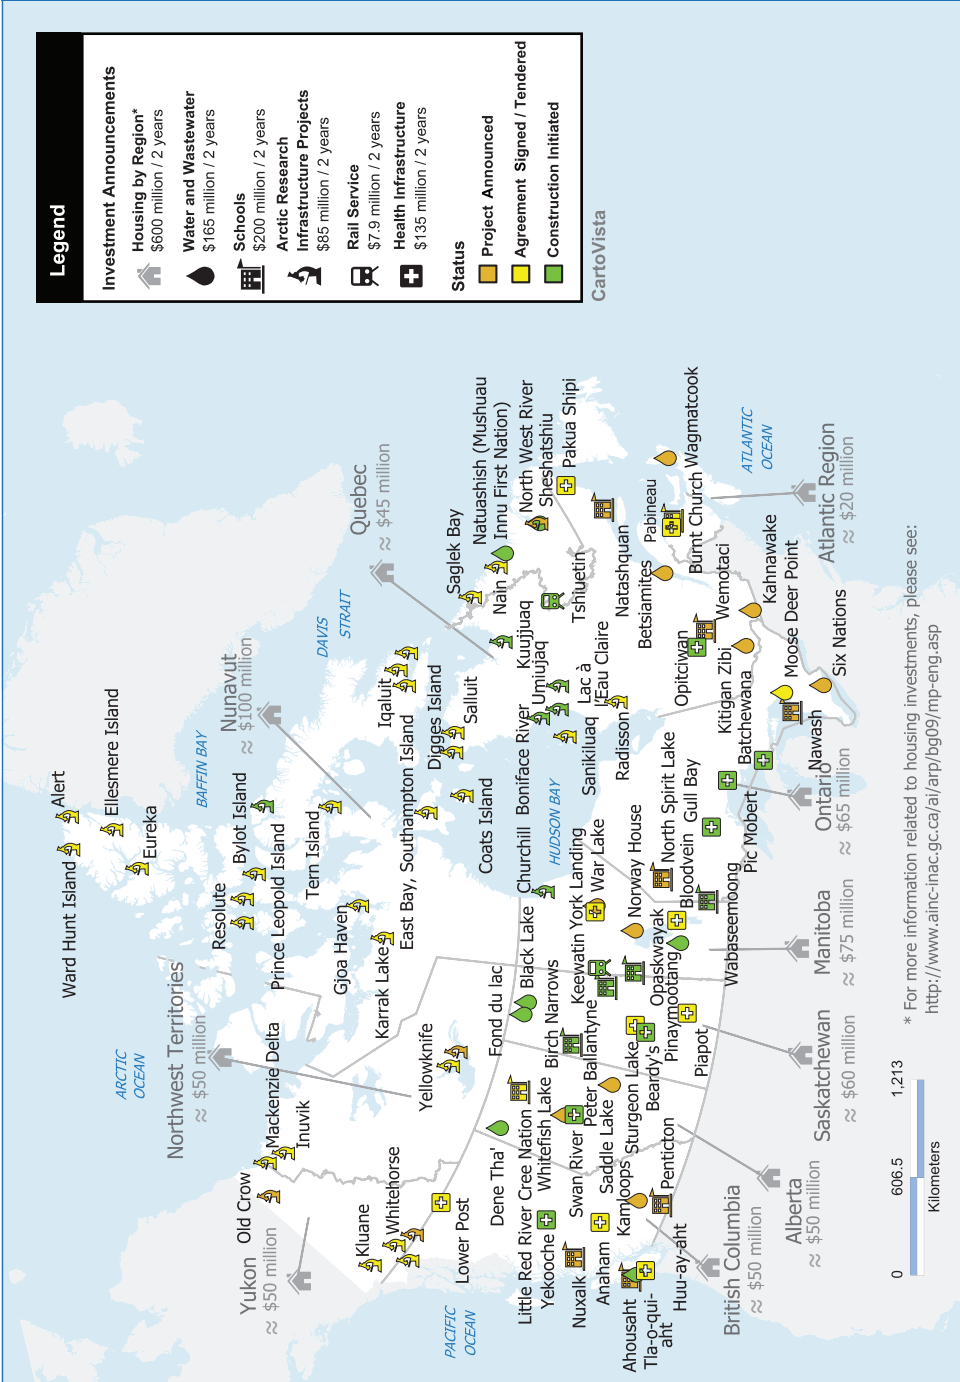 Legend
Investment Announcements
Housing by Region*
$600 million / 2 years
Water and Wastewater
$165 million / 2 years
Schools
$200 million / 2 years
Arctic Research
Infrastructure Projects
$85 million / 2 years
Rail Service
$7.9 million / 2 years
Health Infrastructure
$135 million / 2 years
Status
Project Announced
Agreement Signed / Tendered
Construction Initiated
CartoVista
Ward Hunt Island
Alert
Ellesmere Island
Eureka
BAFFIN BAY
Nunavut
≈ $100 million
DAVIS
STRAIT
Quebec
≈ $45 million
ARCTIC
OCEAN
Northwest Territories
≈ $50 million
Resolute
Bylot Island
Prince Leopold Island
Tern Island
Gjoa Haven
Karrak Lake
East Bay, Southampton Island
Iqaluit
Digges Island
Salluit
Coats Island
Saglek Bay
Nain
Natuashish (Mushuau
Innu First Nation)
North West River
Sheshatshiu
Pakua Shipi
Yukon
≈ $50 million
Old Crow
Mackenzie Delta
Inuvik
Yellowknife
Kluane
Whitehorse
Lower Post
PACIFIC
OCEAN
Churchill
Boniface River
HUDSON BAY
Kuujjuaq
Umiujaq
Lac à
l'Eau Claire
Sanikiluaq
Radisson
Tshiuetin
Natashquan
Betsiamites
Pabineau
Burnt Church
Wagmatcook
ATLANTIC
OCEAN
Atlantic Region
≈ $20 million
Opitciwan
Wemotaci
Kitigan Zibi
Kahnawake
Moose Deer Point
Six Nations
Nawash
Batchewana
Ontario
≈ $65 million
Pic Mobert
Gull Bay
North Spirit Lake
Bloodvein
Norway House
War Lake
York Landing
Keewatin
Opaskwayak
Pinaymootang
Wabaseemoong
Manitoba
≈ $75 million
Black Lake
Fond du lac
Birch Narrows
Peter Ballantyne
Sturgeon Lake
Beardy's
Piapot
Saskatchewan
≈ $60 million
Dene Tha'
Little Red River Cree Nation
Whitefish Lake
Swan River
Saddle Lake
Alberta
≈ $50 million
Yekooche
Nuxalk
Anaham
Kamloops
Penticton
Ahousaht
Tla-o-qui-
aht
Huu-ay-aht
British Columbia
≈ $50 million
0
606.5
1,213
Kilometers
* For more information related to housing investments, please see:
http://www.ainc-inac.gc.ca/ai/arp/bg09/mp-eng.asp